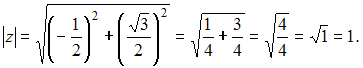 |z| = √((−1/2)² + (√3/2)²) = √(1/4 + 3/4) = √(4/4) = √1 = 1.